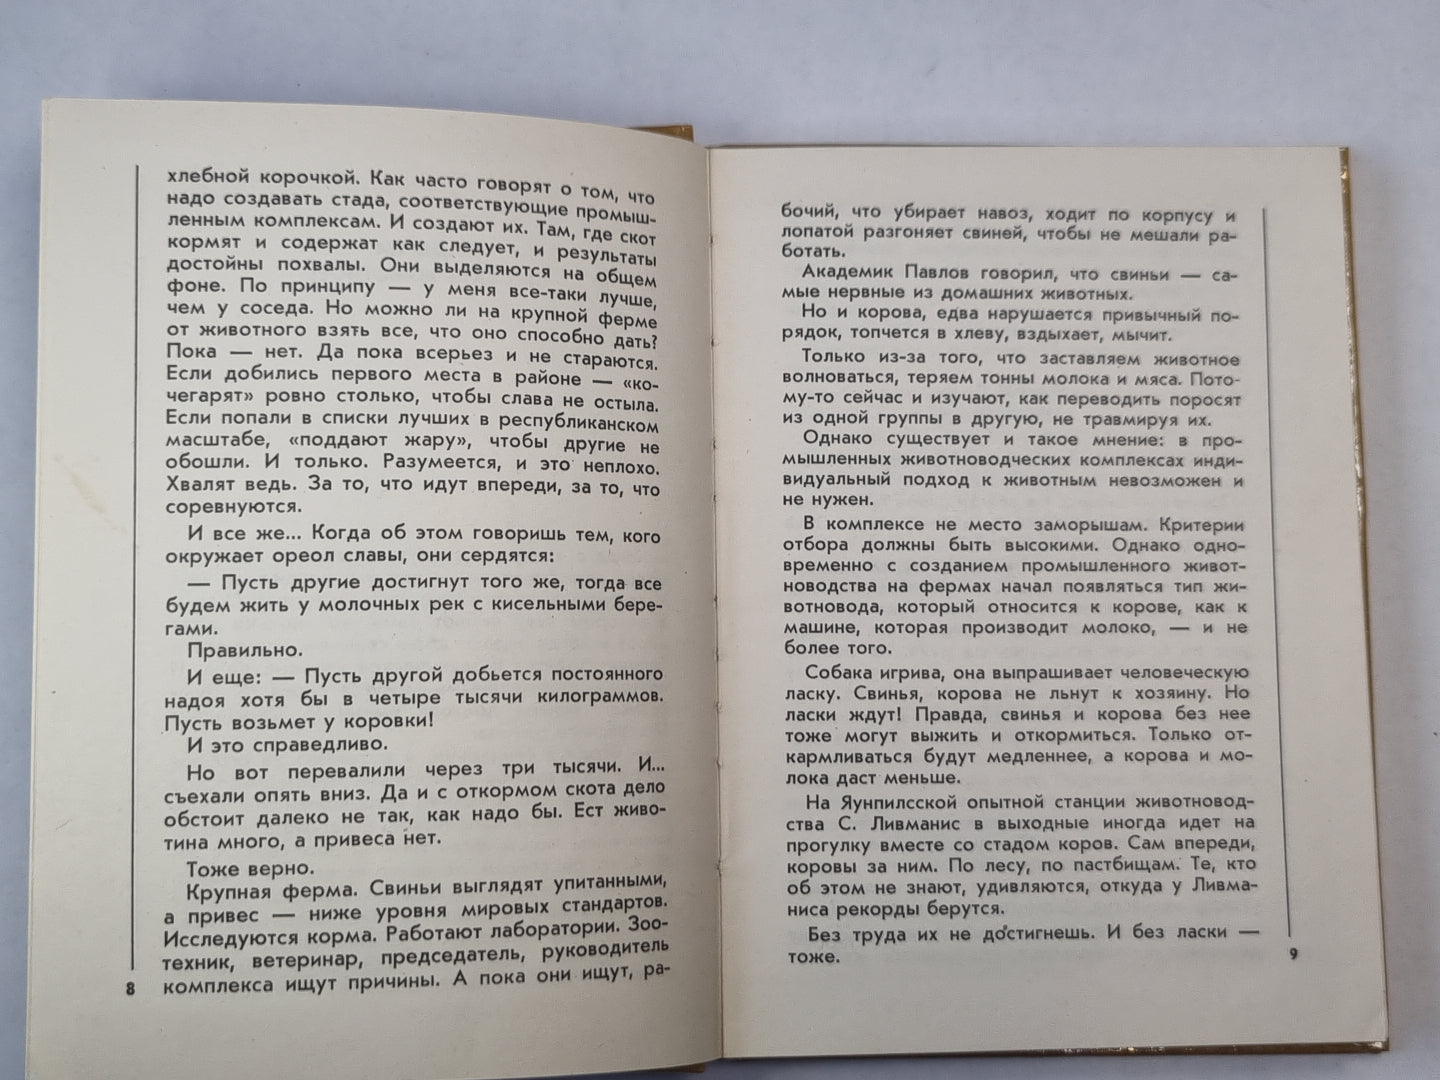 хлебной корочкой. Как часто говорят о том, что
надо создавать стада, соответствующие промыш-
ленным комплексам. И создают их. Там, где скот
кормят и содержат как следует, и результаты
достойны похвалы. Они выделяются на общем
фоне. По принципу — у меня все-таки лучше,
чем у соседа. Но можно ли на крупной ферме
от животного взять все, что оно способно дать?
Пока — нет. Да пока всерьез и не стараются.
Если добились первого места в районе — «ко-
чегарят» ровно столько, чтобы слава не остыла.
Если попали в списки лучших в республиканском
масштабе, «поддают жару», чтобы другие не
обошли. И только. Разумеется, и это неплохо.
Хвалят ведь. За то, что идут впереди, за то, что
соревнуются.
И все же... Когда об этом говоришь тем, кого
окружает ореол славы, они сердятся:
— Пусть другие достигнут того же, тогда все
будем жить у молочных рек с кисельными бере-
гами.
Правильно.
И еще: — Пусть другой добьется постоянного
надоя хотя бы в четыре тысячи килограммов.
Пусть возьмет у коровки!
И это справедливо.
Но вот перевалили через три тысячи. И...
съехали опять вниз. Да и с откормом скота дело
обстоит далеко не так, как надо бы. Ест живо-
тина много, а привеса нет.
Тоже верно.
Крупная ферма. Свиньи выглядят упитанными,
а привес — ниже уровня мировых стандартов.
Исследуются корма. Работают лаборатории. Зоо-
техник, ветеринар, председатель, руководитель
комплекса ищут причины. А пока они ищут, ра-
8
бочий, что убирает навоз, ходит по корпусу и
лопатой разгоняет свиней, чтобы не мешали ра-
ботать.
Академик Павлов говорил, что свиньи — са-
мые нервные из домашних животных.
Но и корова, едва нарушается привычный по-
рядок, топчется в хлеву, вздыхает, мычит.
Только из-за того, что заставляем животное
волноваться, теряем тонны молока и мяса. Пото-
му-то сейчас и изучают, как переводить поросят
из одной группы в другую, не травмируя их.
Однако существует и такое мнение: в про-
мышленных животноводческих комплексах инди-
видуальный подход к животным невозможен и
не нужен.
В комплексе не место заморышам. Критерии
отбора должны быть высокими. Однако одно-
временно с созданием промышленного живот-
новодства на фермах начал появляться тип жи-
вотновода, который относится к корове, как к
машине, которая производит молоко, — и не
более того.
Собака игрива, она выпрашивает человеческую
ласку. Свинья, корова не льнут к хозяину. Но
ласки ждут! Правда, свинья и корова без нее
тоже могут выжить и откормиться. Только от-
кармливаться будут медленнее, а корова и мо-
лока даст меньше.
На Яунпилсской опытной станции животновод-
ства С. Ливманис в выходные иногда идет на
прогулку вместе со стадом коров. Сам впереди,
коровы за ним. По лесу, по пастбищам. Те, кто
об этом не знают, удивляются, откуда у Ливма-
ниса рекорды берутся.
Без труда их не достигнешь. И без ласки —
тоже.
9